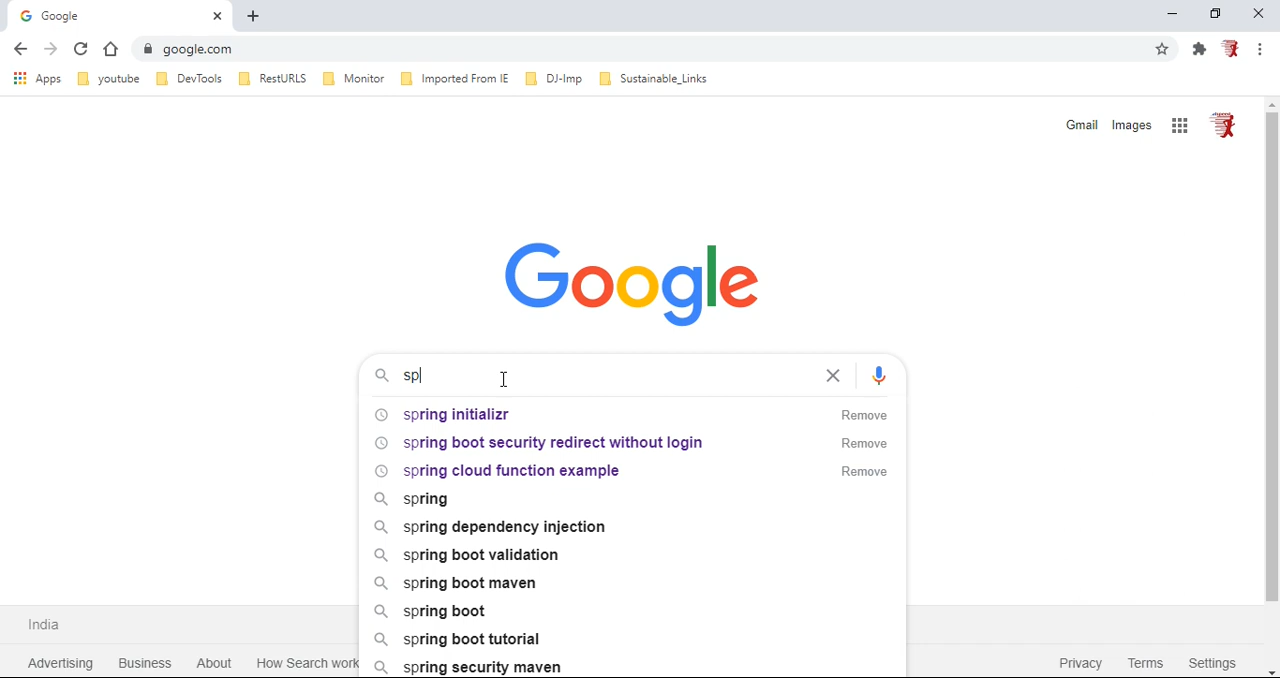 Google
google.com
Apps youtube DevTools RestURLS Monitor Imported From IE DJ-Imp Sustainable_Links
Gmail Images
Google
sp
spring initializr Remove
spring boot security redirect without login Remove
spring cloud function example Remove
spring
spring dependency injection
spring boot validation
spring boot maven
spring boot
spring boot tutorial
spring security maven
India
Advertising Business About How Search work Privacy Terms Settings